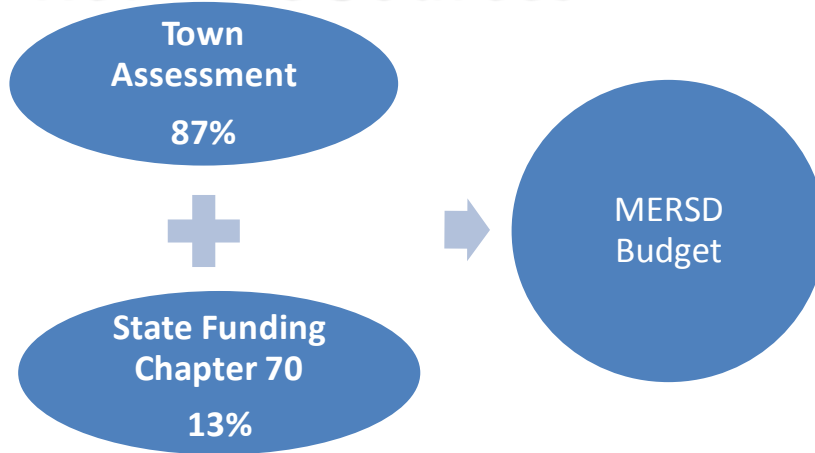 Town
Assessment
87%
MERSD
Budget
State Funding
Chapter 70
13%